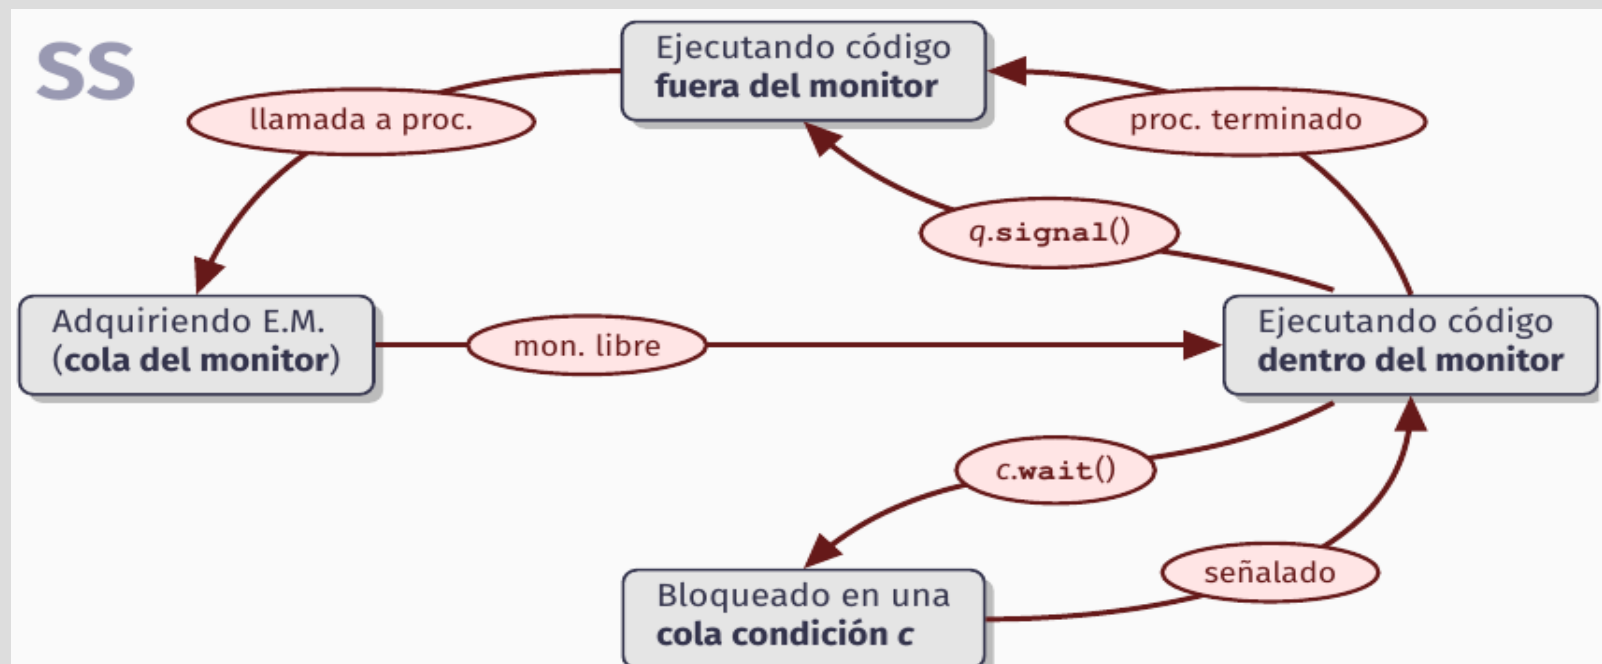 SS
Ejecutando código
fuera del monitor
llamada a proc.
proc. terminado
q.signal()
Adquiriendo E.M.
(cola del monitor)
mon. libre
Ejecutando código
dentro del monitor
c.wait()
señalado
Bloqueado en una
cola condición c